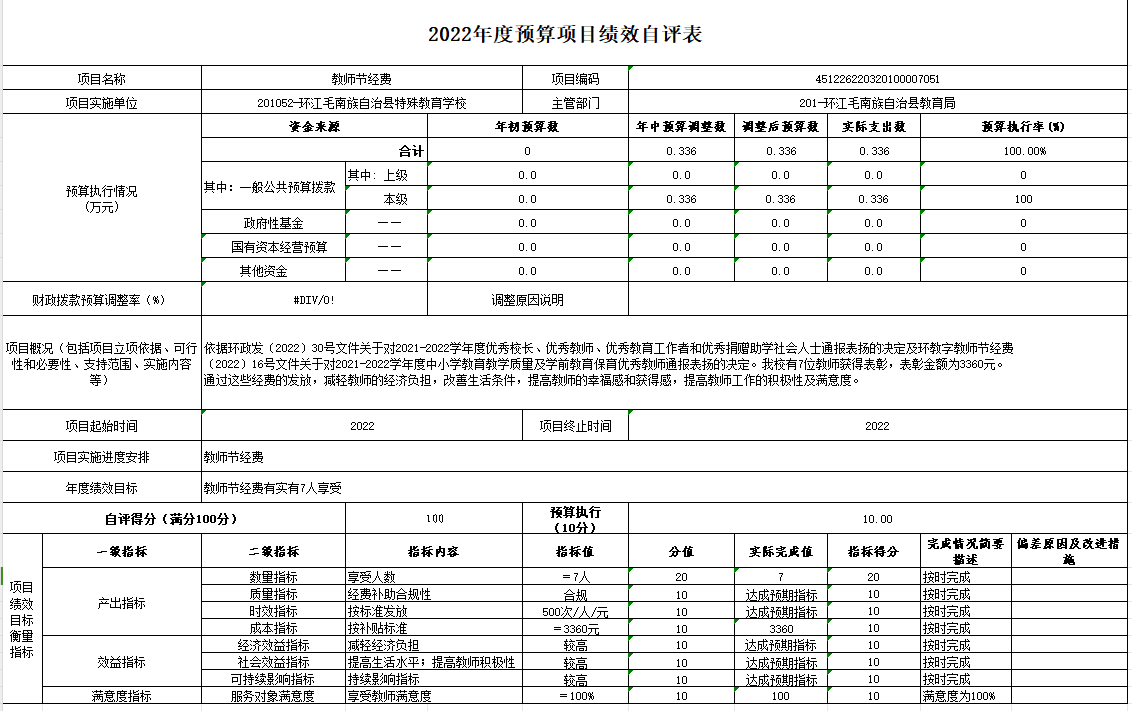 2022年度预算项目绩效自评表
项目名称 教师节经费 项目编码 451226220320100007051
项目实施单位 201052-环江毛南族自治县特殊教育学校 主管部门 201-环江毛南族自治县教育局
预算执行情况
(万元)
资金来源 年初预算数 年中预算调整数 调整后预算数 实际支出数 预算执行率(%)
合计 0 0.336 0.336 0.336 100.00%
其中: 一般公共预算拨款
其中: 上级 0.0 0.0 0.0 0.0 0
本级 0.0 0.336 0.336 0.336 100
政府性基金 —— 0.0 0.0 0.0 0.0 0
国有资本经营预算 —— 0.0 0.0 0.0 0.0 0
其他资金 —— 0.0 0.0 0.0 0.0 0
财政拨款预算调整率(%) #DIV/0! 调整原因说明
项目概况(包括项目立项依据、可行
性和必要性、支持范围、实施内容
等)
依据环政发(2022)30号文件关于对2021-2022学年度优秀校长、优秀教师、优秀教育工作者和优秀捐赠助学社会人士通报表扬的决定及环教字教师节经费
(2022)16号文件关于对2021-2022学年度中小学教育教学质量及学前教育保育优秀教师通报表扬的决定。我校有7位教师获得表彰，表彰金额为3360元。
通过这些经费的发放，减轻教师的经济负担，改善生活条件，提高教师的幸福感和获得感，提高教师工作的积极性及满意度。
项目起始时间 2022 项目终止时间 2022
项目实施进度安排 教师节经费
年度绩效目标 教师节经费有实有7人享受
自评得分(满分100分) 100 预算执行
(10分) 10.00
项目
绩效
目标
衡量
指标
一级指标 二级指标 指标内容 指标值 分值 实际完成值 指标得分 完成情况简要
描述 偏差原因及改进措
施
产出指标
数量指标 享受人数 =7人 20 7 20 按时完成
质量指标 经费补助合规性 合规 10 达成预期指标 10 按时完成
时效指标 按标准发放 500次/人/元 10 达成预期指标 10 按时完成
成本指标 按补贴标准 =3360元 10 3360 10 按时完成
效益指标
经济效益指标 减轻经济负担 较高 10 达成预期指标 10 按时完成
社会效益指标 提高生活水平；提高教师积极性 较高 10 达成预期指标 10 按时完成
可持续影响指标 持续影响指标 较高 10 达成预期指标 10 按时完成
满意度指标 服务对象满意度 享受教师满意度 =100% 10 100 10 满意度为100%